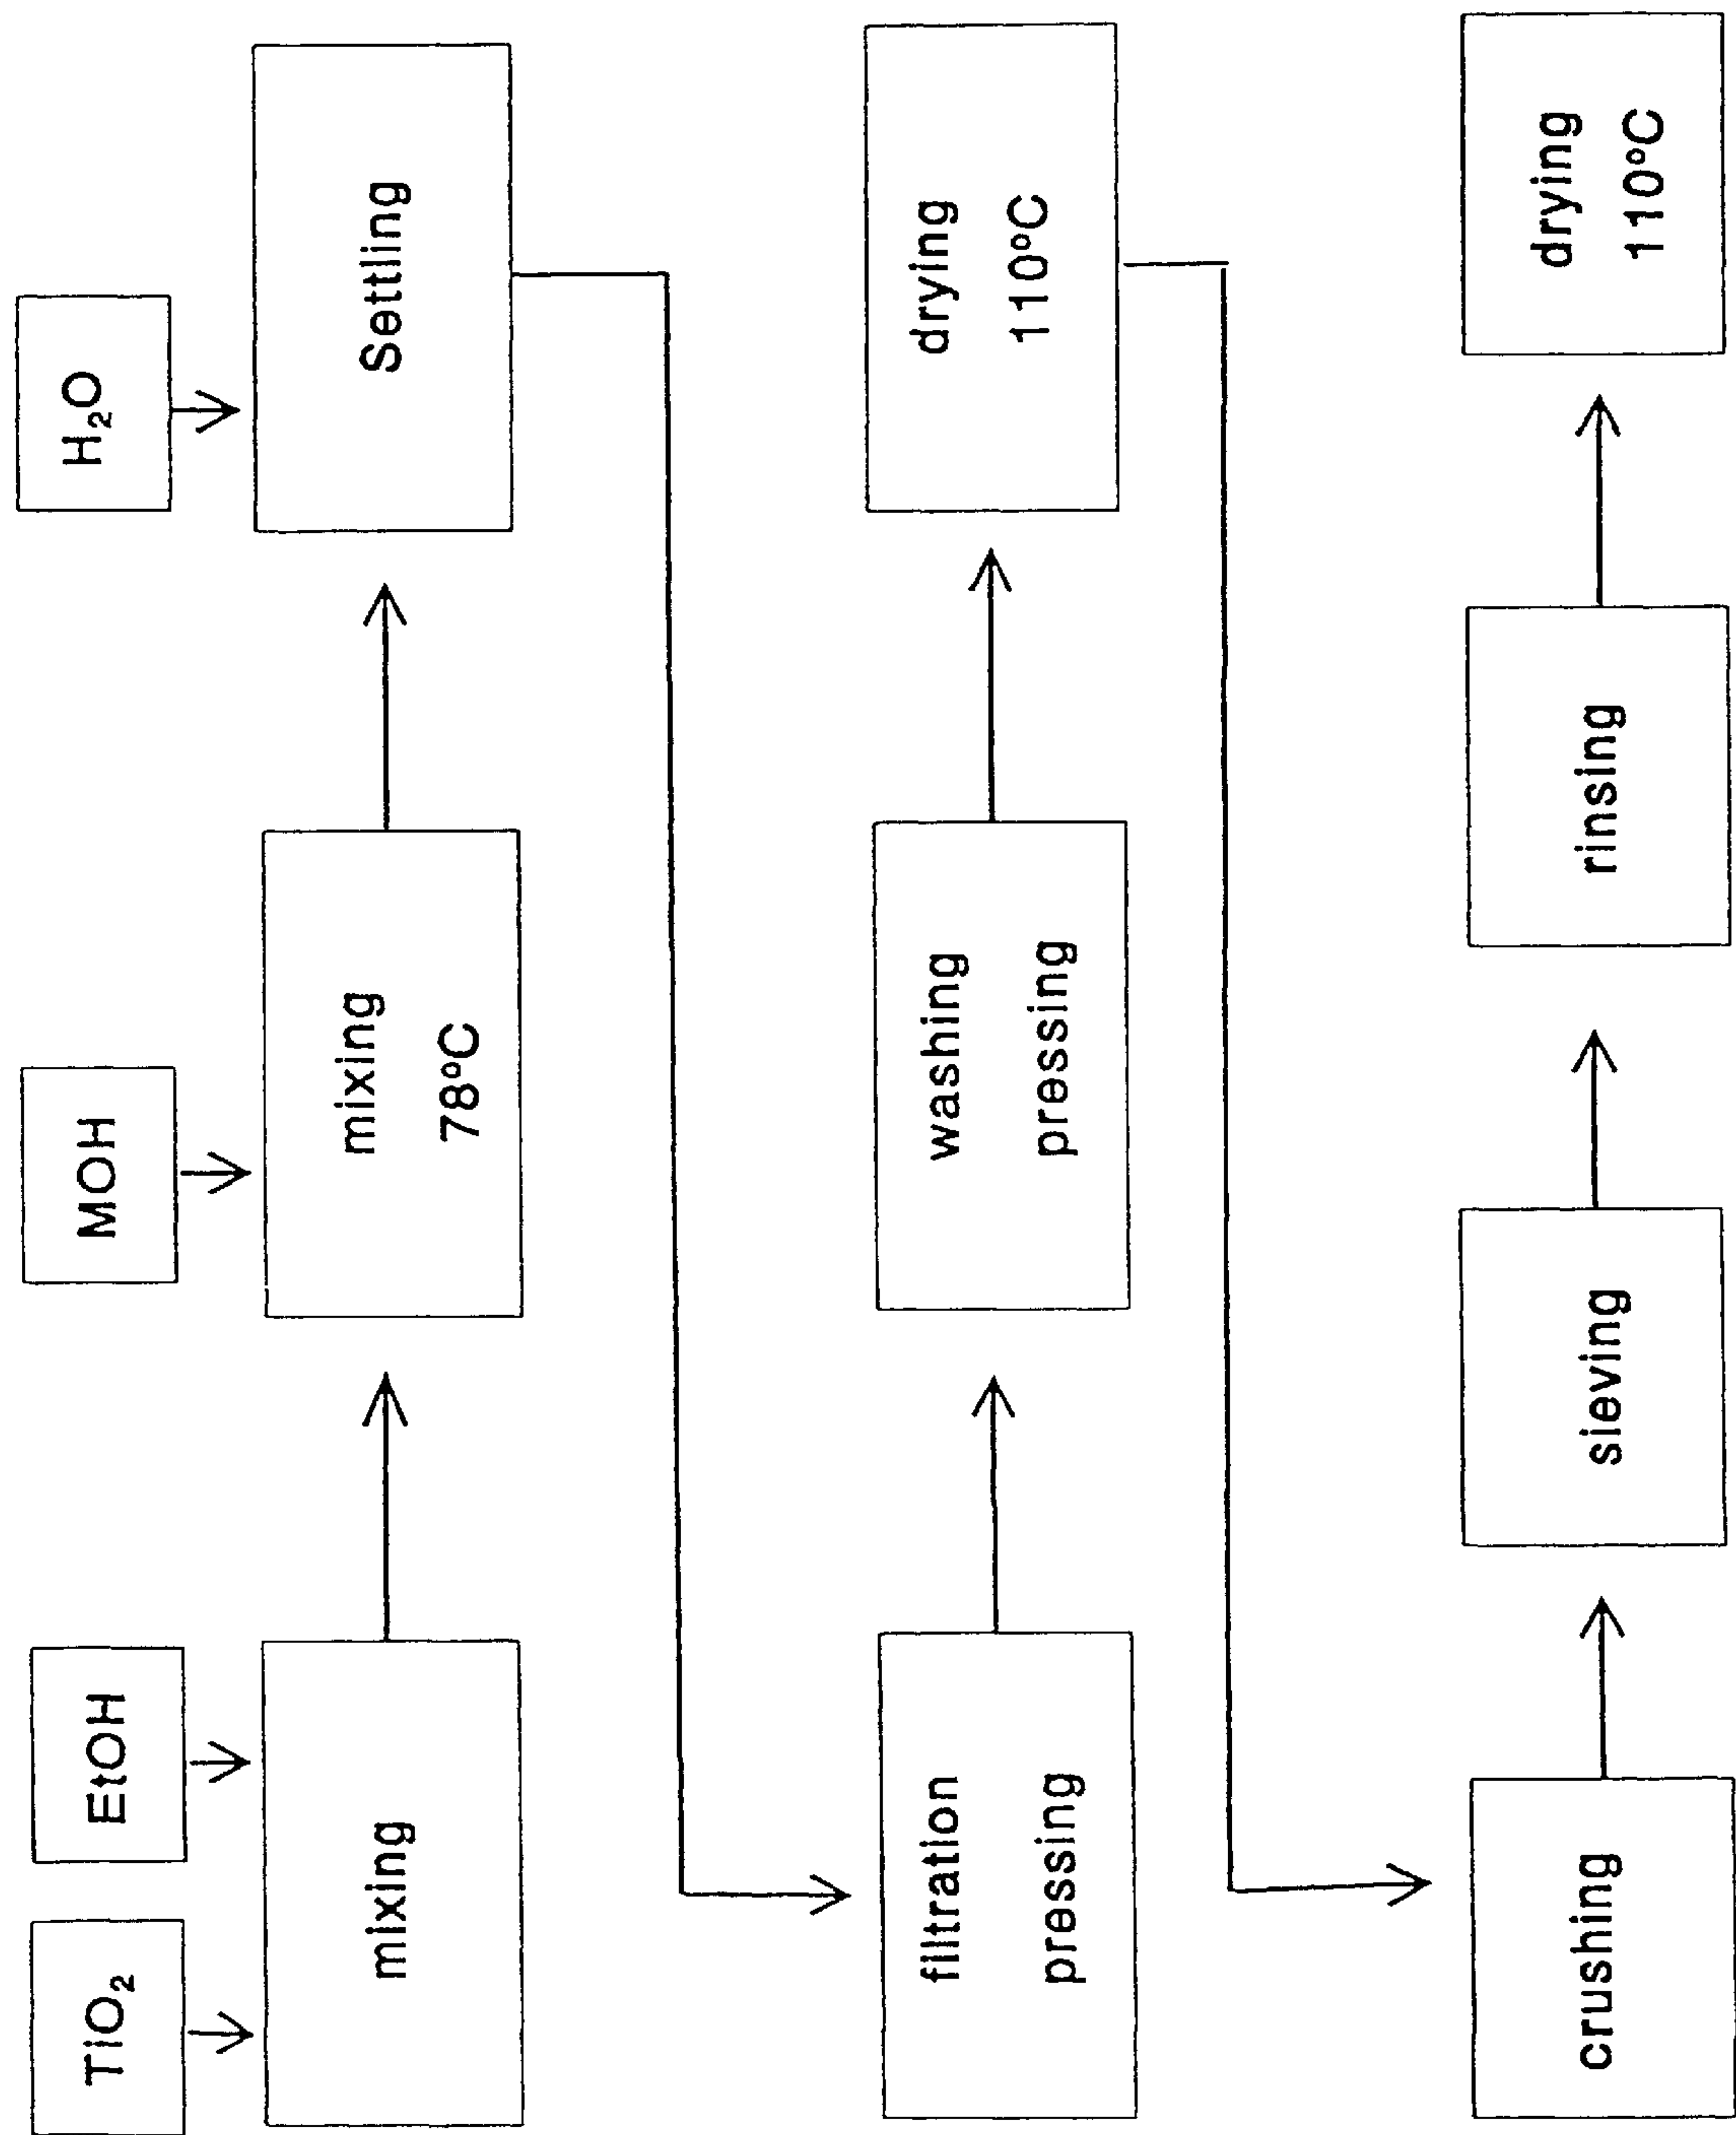 TiO₂
EtOH
MOH
H₂O
mixing
mixing
78°C
Settling
filtration
pressing
washing
pressing
drying
110°C
crushing
sieving
rinsing
drying
110°C